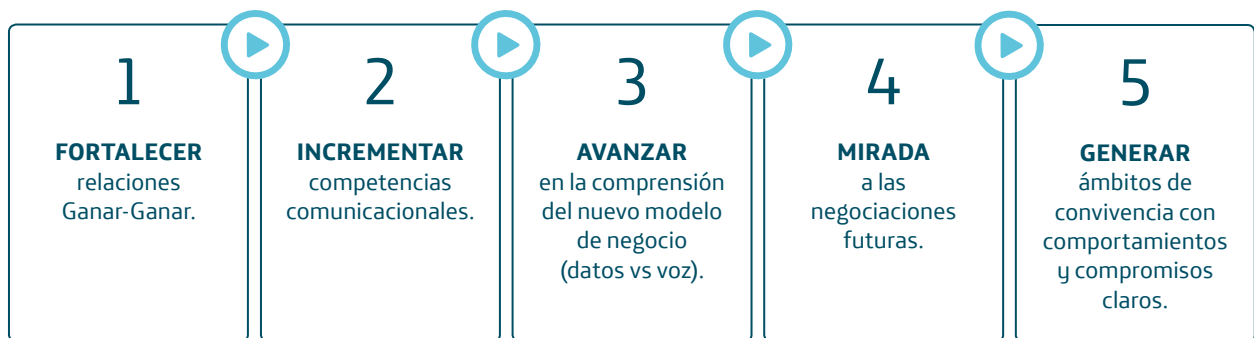 1
FORTALECER
relaciones
Ganar-Ganar.
2
INCREMENTAR
competencias
comunicacionales.
3
AVANZAR
en la comprensión
del nuevo modelo
de negocio
(datos vs voz).
4
MIRADA
a las
negociaciones
futuras.
5
GENERAR
ámbitos de
convivencia con
comportamientos
y compromisos
claros.